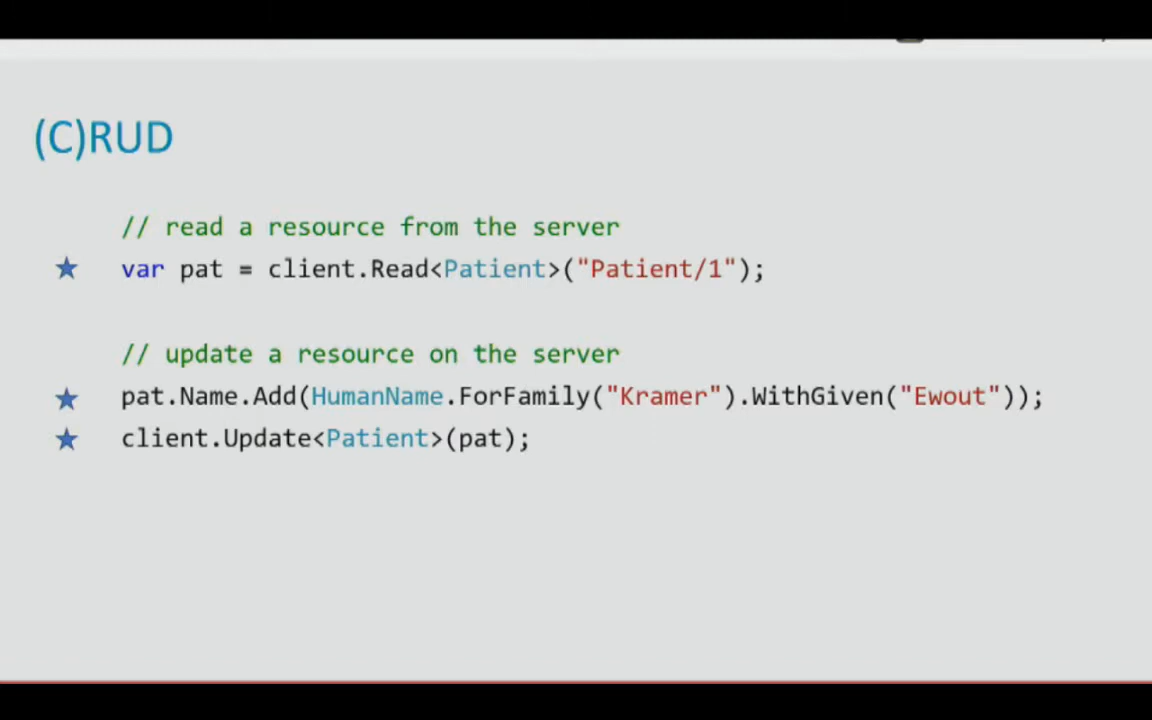 (C)RUD
// read a resource from the server
var pat = client.Read<Patient>("Patient/1");
// update a resource on the server
pat.Name.Add(HumanName.ForFamily("Kramer").WithGiven("Ewout"));
client.Update<Patient>(pat);